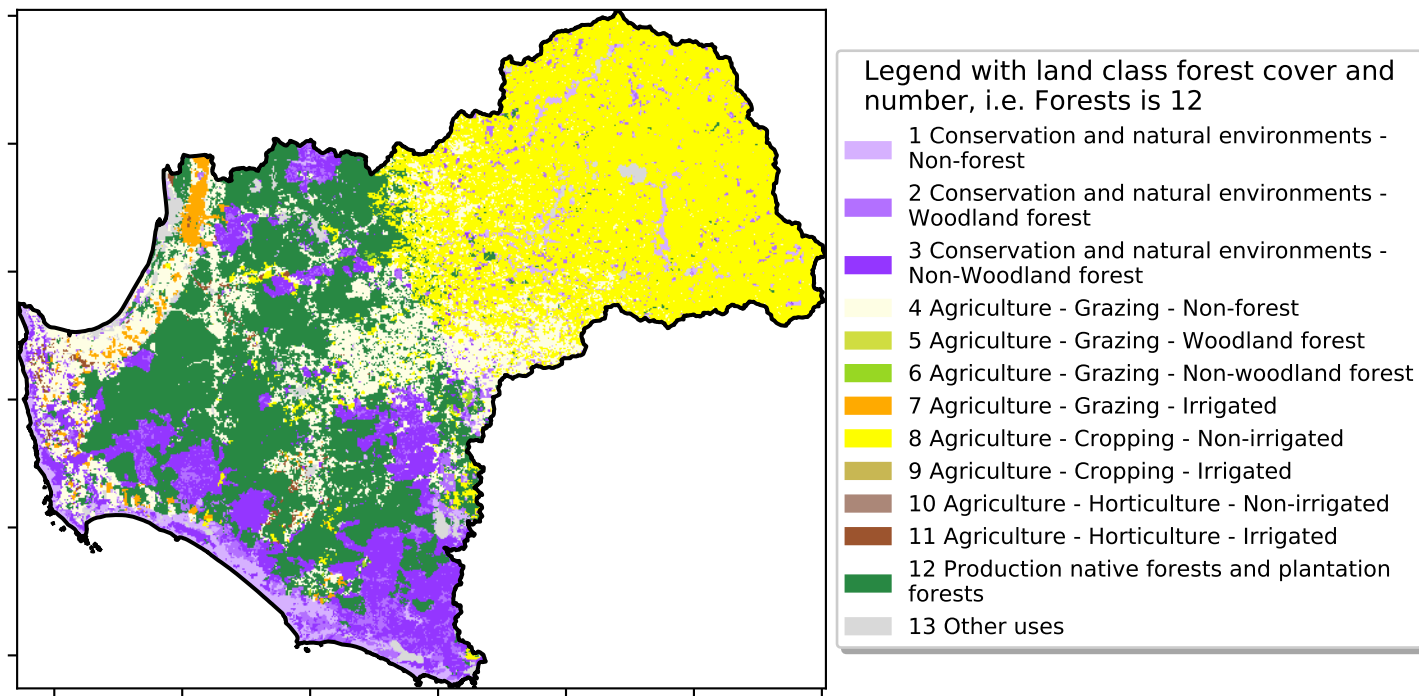 Legend with land class forest cover and
number, i.e. Forests is 12
1 Conservation and natural environments -
Non-forest
2 Conservation and natural environments -
Woodland forest
3 Conservation and natural environments -
Non-Woodland forest
4 Agriculture - Grazing - Non-forest
5 Agriculture - Grazing - Woodland forest
6 Agriculture - Grazing - Non-woodland forest
7 Agriculture - Grazing - Irrigated
8 Agriculture - Cropping - Non-irrigated
9 Agriculture - Cropping - Irrigated
10 Agriculture - Horticulture - Non-irrigated
11 Agriculture - Horticulture - Irrigated
12 Production native forests and plantation
forests
13 Other uses